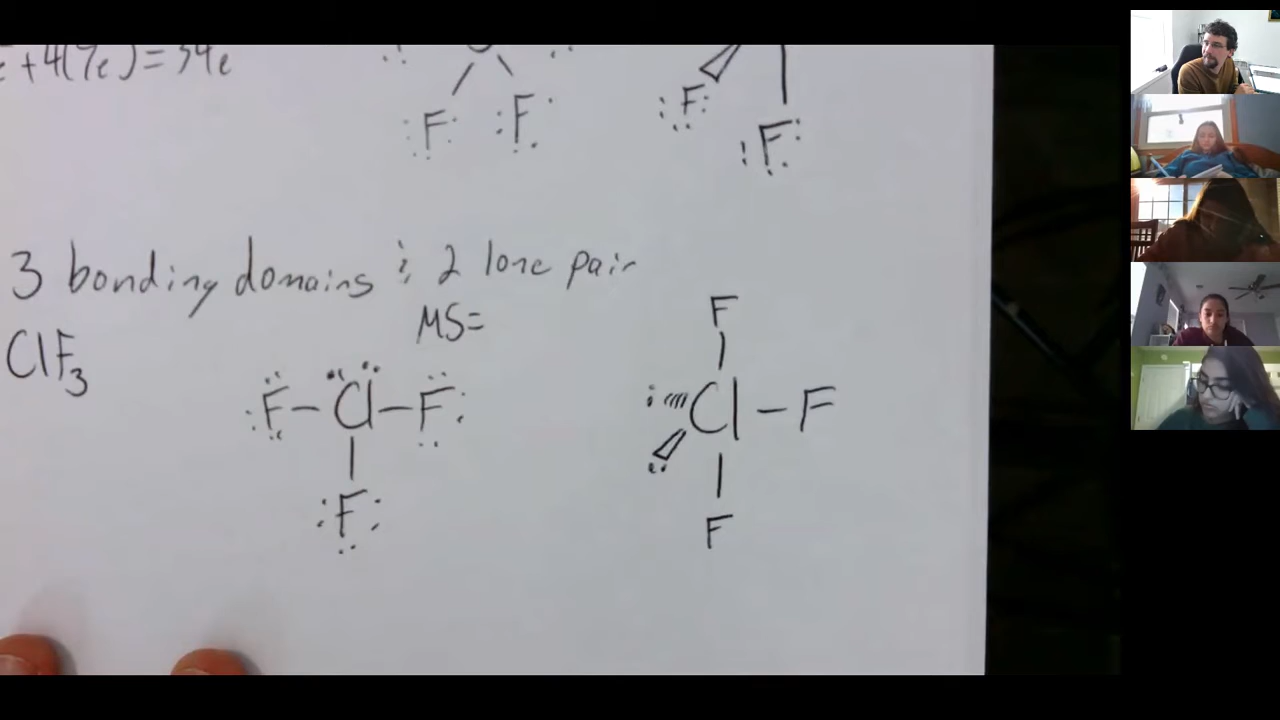 +4(7e⁻)=34e⁻
F F F
F
3 bonding domains & 2 lone pair
MS=
ClF₃
F-Cl-F
F
F
Cl-F
F